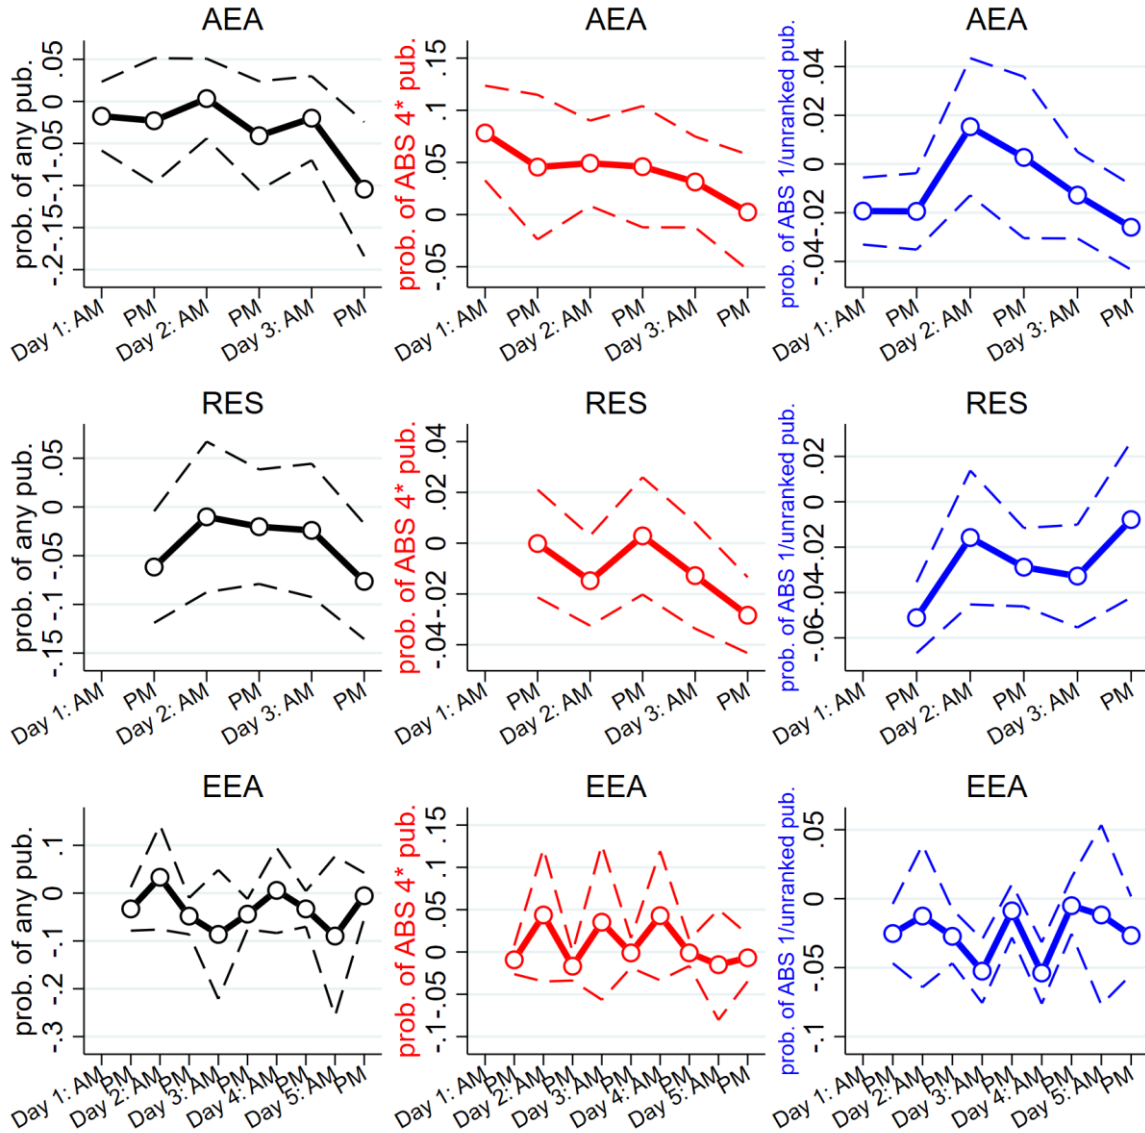 AEA
prob. of any pub.
.05
0
-.05
-.1
-.15
-.2
Day 1: AM
PM
Day 2: AM
PM
Day 3: AM
PM
AEA
prob. of ABS 4* pub.
.15
.1
.05
0
-.05
Day 1: AM
PM
Day 2: AM
PM
Day 3: AM
PM
AEA
prob. of ABS 1/unranked pub.
.04
.02
0
-.02
-.04
Day 1: AM
PM
Day 2: AM
PM
Day 3: AM
PM
RES
prob. of any pub.
.05
0
-.05
-.1
-.15
Day 1: AM
PM
Day 2: AM
PM
Day 3: AM
PM
RES
prob. of ABS 4* pub.
.04
.02
0
-.02
-.04
Day 1: AM
PM
Day 2: AM
PM
Day 3: AM
PM
RES
prob. of ABS 1/unranked pub.
.02
0
-.02
-.04
-.06
Day 1: AM
PM
Day 2: AM
PM
Day 3: AM
PM
EEA
prob. of any pub.
.1
0
-.1
-.2
-.3
Day 1: AM
PM
Day 2: AM
PM
Day 3: AM
PM
Day 4: AM
PM
Day 5: AM
PM
EEA
prob. of ABS 4* pub.
.15
.1
.05
0
-.05
-.1
Day 1: AM
PM
Day 2: AM
PM
Day 3: AM
PM
Day 4: AM
PM
Day 5: AM
PM
EEA
prob. of ABS 1/unranked pub.
.05
0
-.05
-.1
Day 1: AM
PM
Day 2: AM
PM
Day 3: AM
PM
Day 4: AM
PM
Day 5: AM
PM